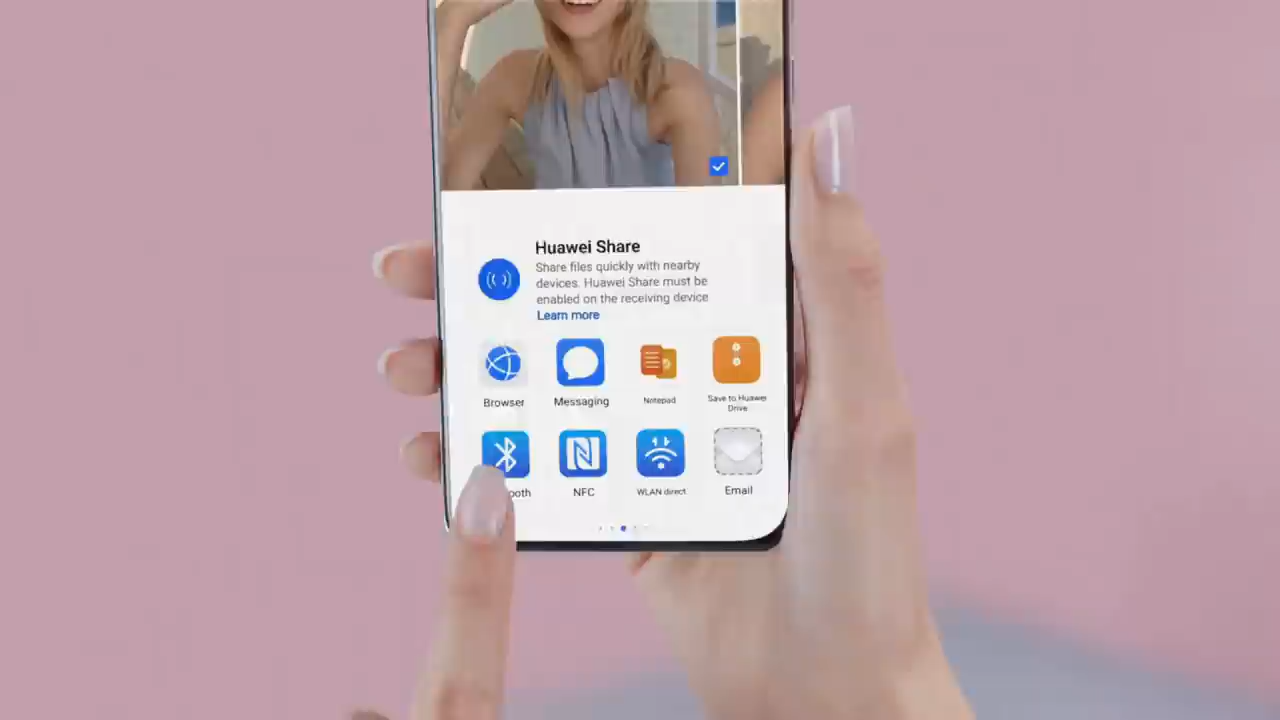 Huawei Share
Share files quickly with nearby
devices. Huawei Share must be
enabled on the receiving device
Learn more
Browser
Messaging
Notepad
Save to Huawei
Drive
ooth
NFC
WLAN direct
Email